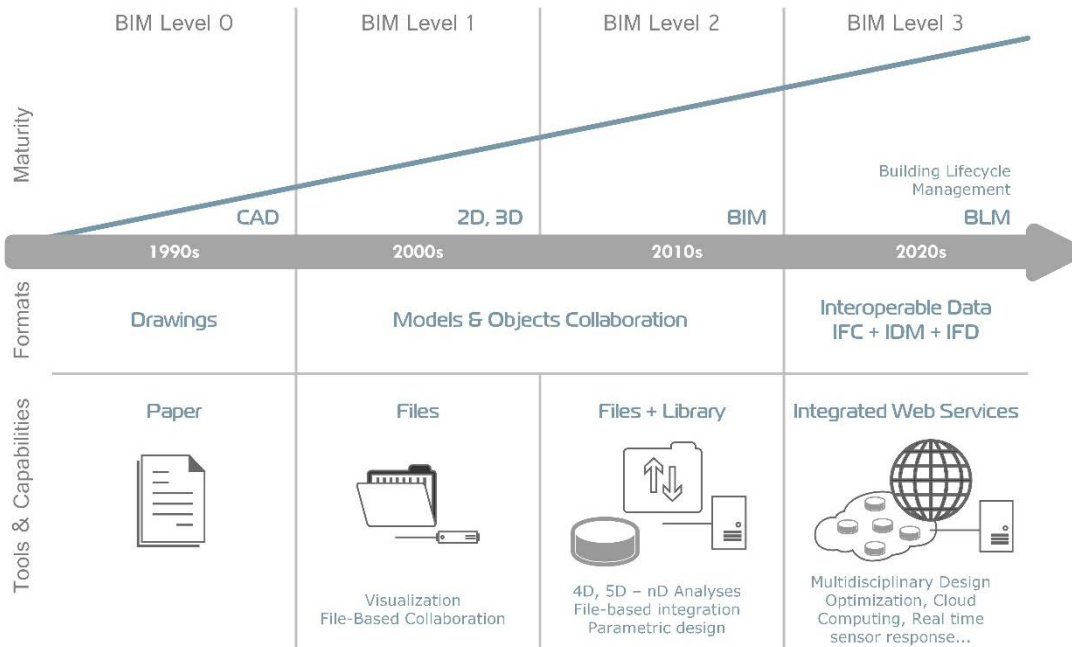 BIM Level 0
BIM Level 1
BIM Level 2
BIM Level 3
Maturity
Building Lifecycle
Management
CAD
2D, 3D
BIM
BLM
1990s
2000s
2010s
2020s
Formats
Drawings
Models & Objects Collaboration
Interoperable Data
IFC + IDM + IFD
Tools & Capabilities
Paper
Files
Files + Library
Integrated Web Services
Visualization
File-Based Collaboration
4D, 5D – nD Analyses
File-based integration
Parametric design
Multidisciplinary Design
Optimization, Cloud
Computing, Real time
sensor response...